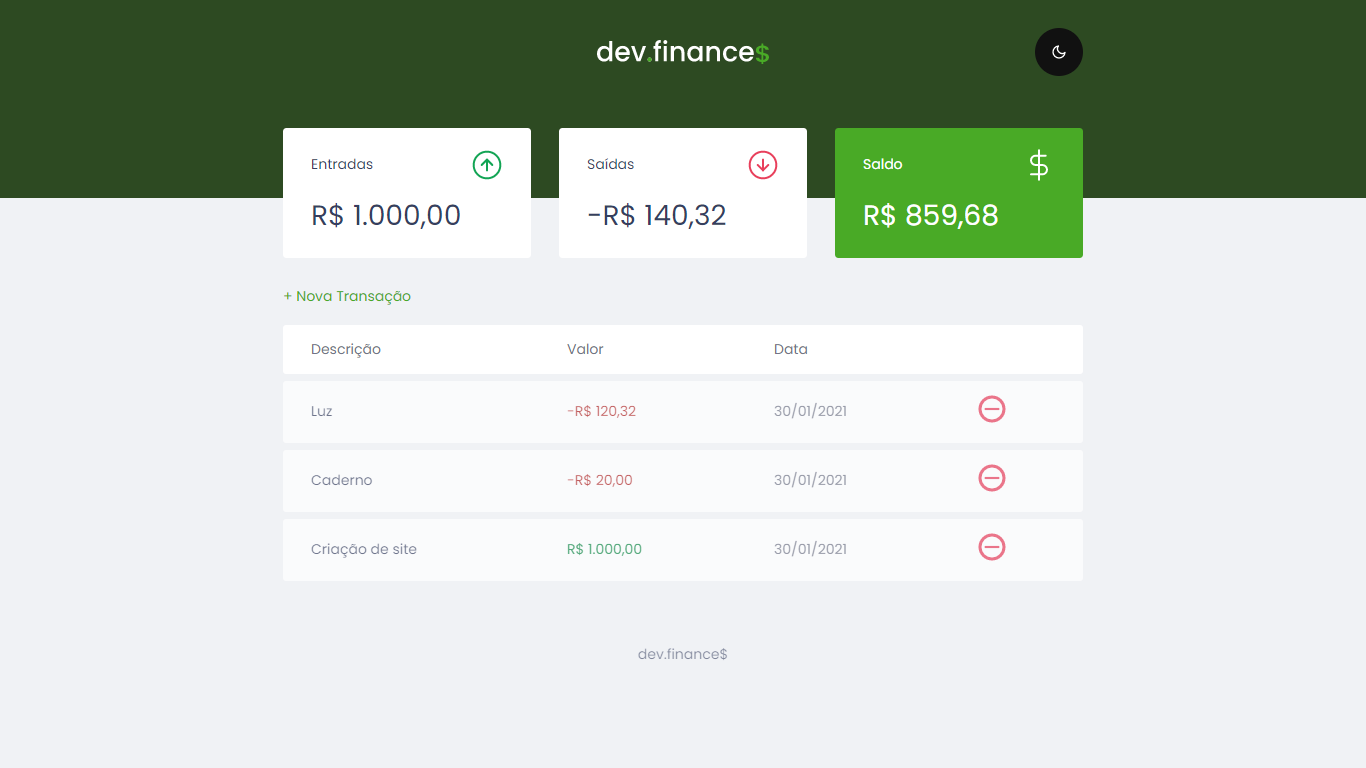 dev.finance$
Entradas
R$ 1.000,00
Saídas
-R$ 140,32
Saldo
R$ 859,68
+ Nova Transação
Descrição Valor Data
Luz -R$ 120,32 30/01/2021
Caderno -R$ 20,00 30/01/2021
Criação de site R$ 1.000,00 30/01/2021
dev.finance$